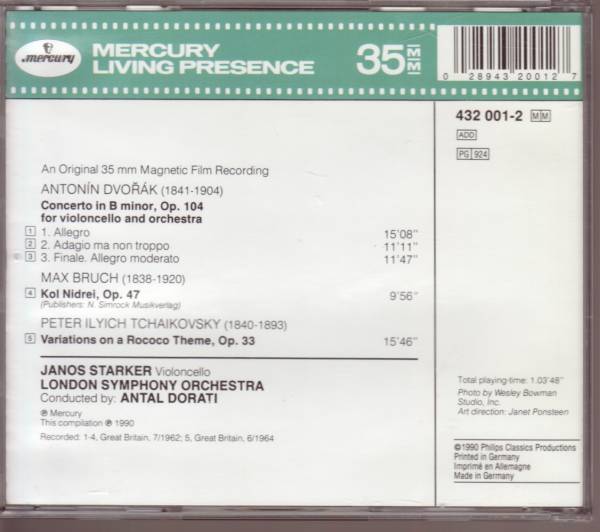 Mercury
MERCURY
LIVING PRESENCE
35 MM
0 28943 20012 7
432 001-2 MM
ADD
PG 924
An Original 35 mm Magnetic Film Recording
ANTONÍN DVOŘÁK (1841-1904)
Concerto in B minor, Op. 104
for violoncello and orchestra
1 1. Allegro 15'08"
2 2. Adagio ma non troppo 11'11"
3 3. Finale. Allegro moderato 11'47"
MAX BRUCH (1838-1920)
4 Kol Nidrei, Op. 47 9'56"
(Publishers: N. Simrock Musikverlag)
PETER ILYICH TCHAIKOVSKY (1840-1893)
5 Variations on a Rococo Theme, Op. 33 15'46"
JANOS STARKER Violoncello
LONDON SYMPHONY ORCHESTRA
Conducted by: ANTAL DORATI
℗ Mercury
This compilation ℗ 1990
Recorded: 1-4, Great Britain, 7/1962; 5, Great Britain, 6/1964
Total playing-time: 1.03'48"
Photo by Wesley Bowman
Studio, Inc.
Art direction: Janet Ponsteen
©1990 Philips Classics Productions
Printed in Germany
Imprimé en Allemagne
Made in Germany